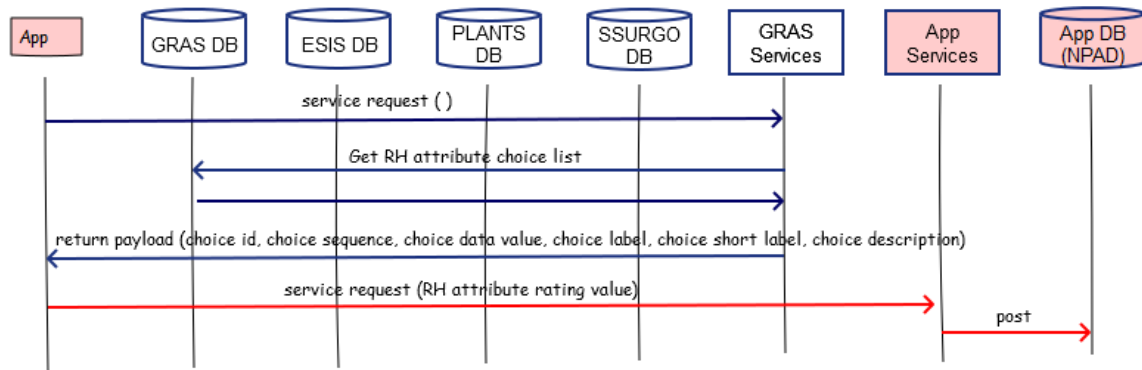 App
GRAS DB
ESIS DB
PLANTS
DB
SSURGO
DB
GRAS
Services
App
Services
App DB
(NPAD)
service request ( )
Get RH attribute choice list
return payload (choice id, choice sequence, choice data value, choice label, choice short label, choice description)
service request (RH attribute rating value)
post